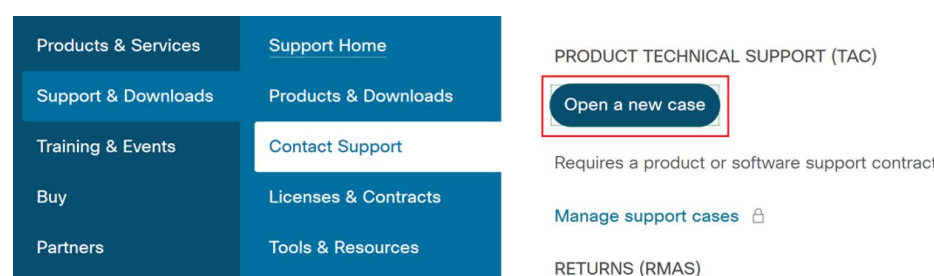 Products & Services
Support & Downloads
Training & Events
Buy
Partners
Support Home
Products & Downloads
Contact Support
Licenses & Contracts
Tools & Resources
PRODUCT TECHNICAL SUPPORT (TAC)
Open a new case
Requires a product or software support contract
Manage support cases
RETURNS (RMAS)